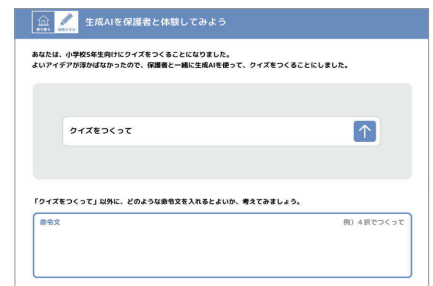 生成AIを保護者と体験してみよう
あなたは、小学校5年生向けにクイズをつくることになりました。
よいアイデアが浮かばなかったので、保護者と一緒に生成AIを使って、クイズをつくることにしました。
クイズをつくって
「クイズをつくって」以外に、どのような命令文を入れるとよいか、考えてみましょう。
命令文
例）4択でつくって